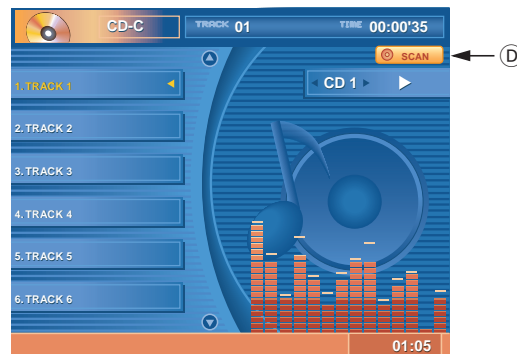 CD-C TRACK 01 TIME 00:00'35
SCAN D
CD 1
1.TRACK 1
2.TRACK 2
3.TRACK 3
4.TRACK 4
5.TRACK 5
6.TRACK 6
01:05